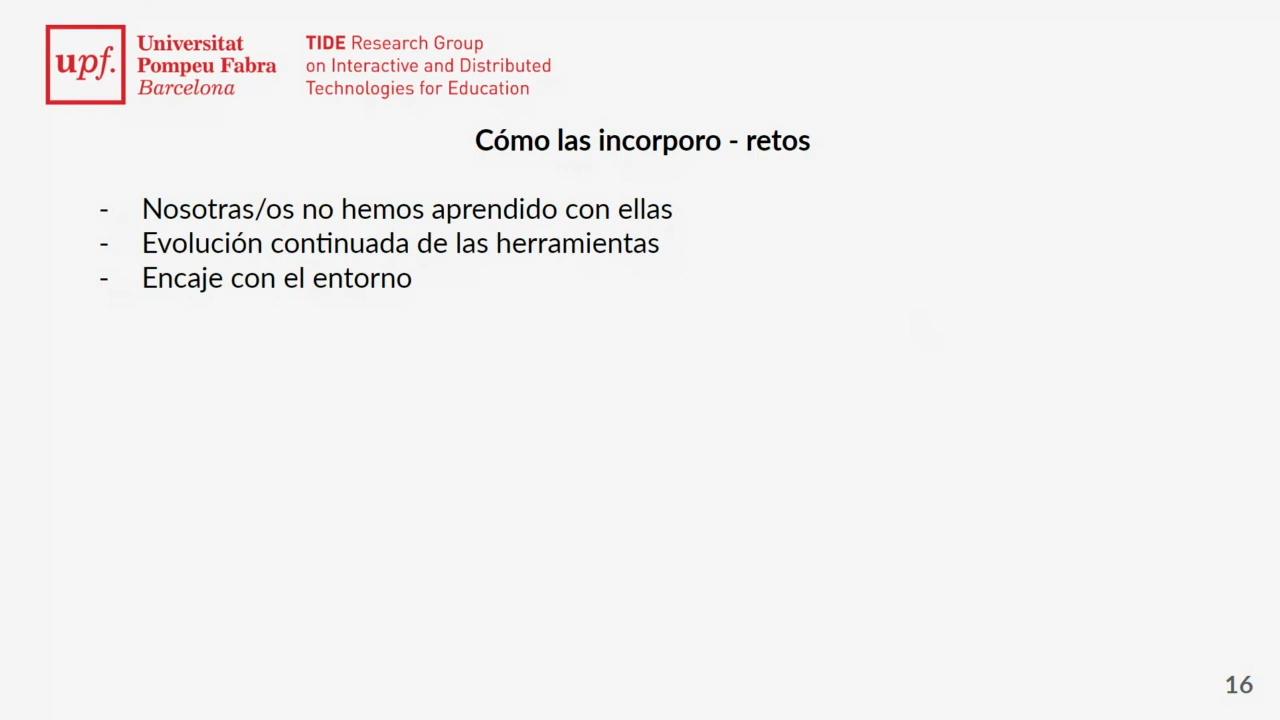 upf.
Universitat
Pompeu Fabra
Barcelona
TIDE Research Group
on Interactive and Distributed
Technologies for Education
Cómo las incorporo - retos
- Nosotras/os no hemos aprendido con ellas
- Evolución continuada de las herramientas
- Encaje con el entorno
16